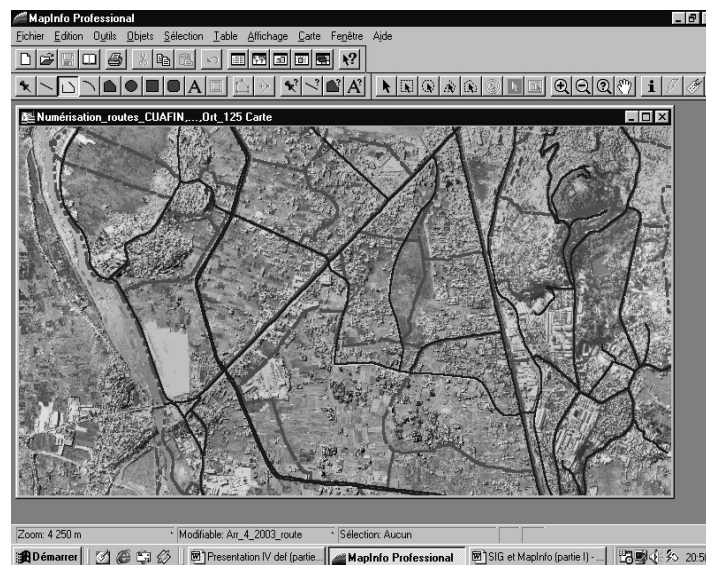 MapInfo Professional
Fichier Edition Outils Objets Sélection Table Affichage Carte Fenêtre Aide
Numérisation_routes_CUAFIN,...,Ort_125 Carte
Zoom: 4 250 m Modifiable: Arr_4_2003_route Sélection: Aucun
Démarrer Presentation IV def (partie... MapInfo Professional SIG et MapInfo (partie I) - ... 20:50